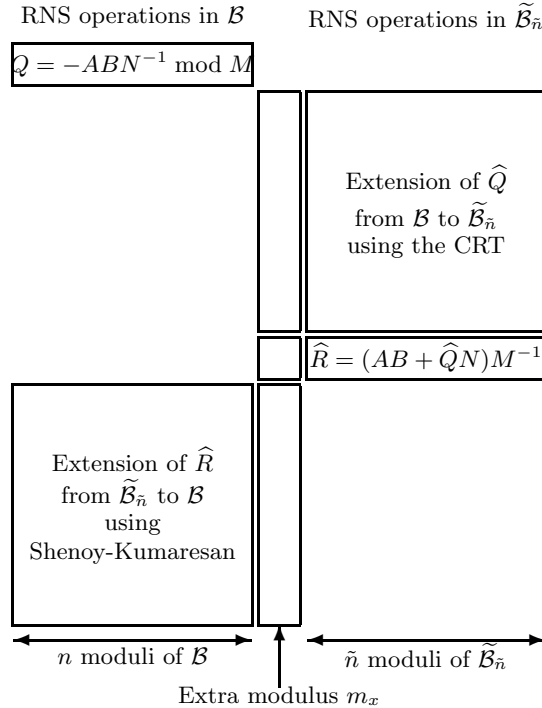 RNS operations in ℬ
RNS operations in ℬ̃ₙ̃
Q = −ABN⁻¹ mod M
Extension of Q̂
from ℬ to ℬ̃ₙ̃
using the CRT
R̂ = (AB + Q̂N)M⁻¹
Extension of R̂
from ℬ̃ₙ̃ to ℬ
using
Shenoy-Kumaresan
n moduli of ℬ
ñ moduli of ℬ̃ₙ̃
Extra modulus mₓ